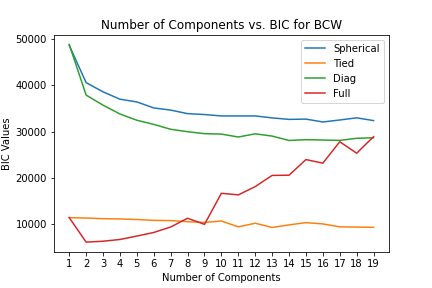 Number of Components vs. BIC for BCW
BIC Values
50000
40000
30000
20000
10000
Spherical
Tied
Diag
Full
1 2 3 4 5 6 7 8 9 10 11 12 13 14 15 16 17 18 19
Number of Components